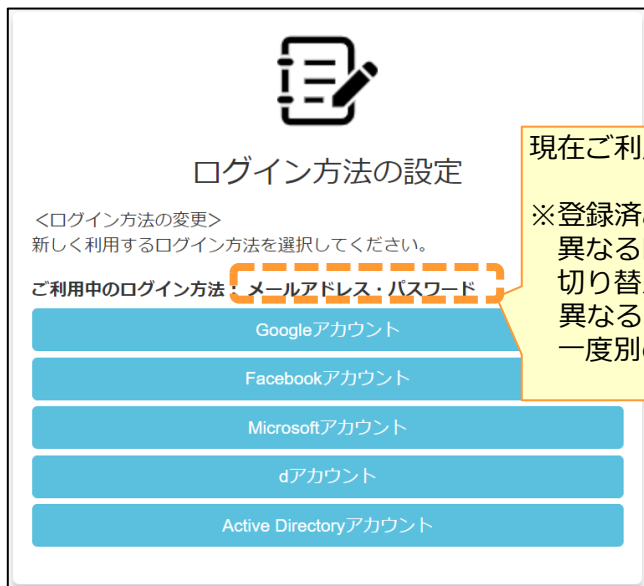 ログイン方法の設定
<ログイン方法の変更>
新しく利用するログイン方法を選択してください。
ご利用中のログイン方法： メールアドレス・パスワード
Googleアカウント
Facebookアカウント
Microsoftアカウント
dアカウント
Active Directoryアカウント
現在ご利
※登録済
異なる
切り替
異なる
一度別